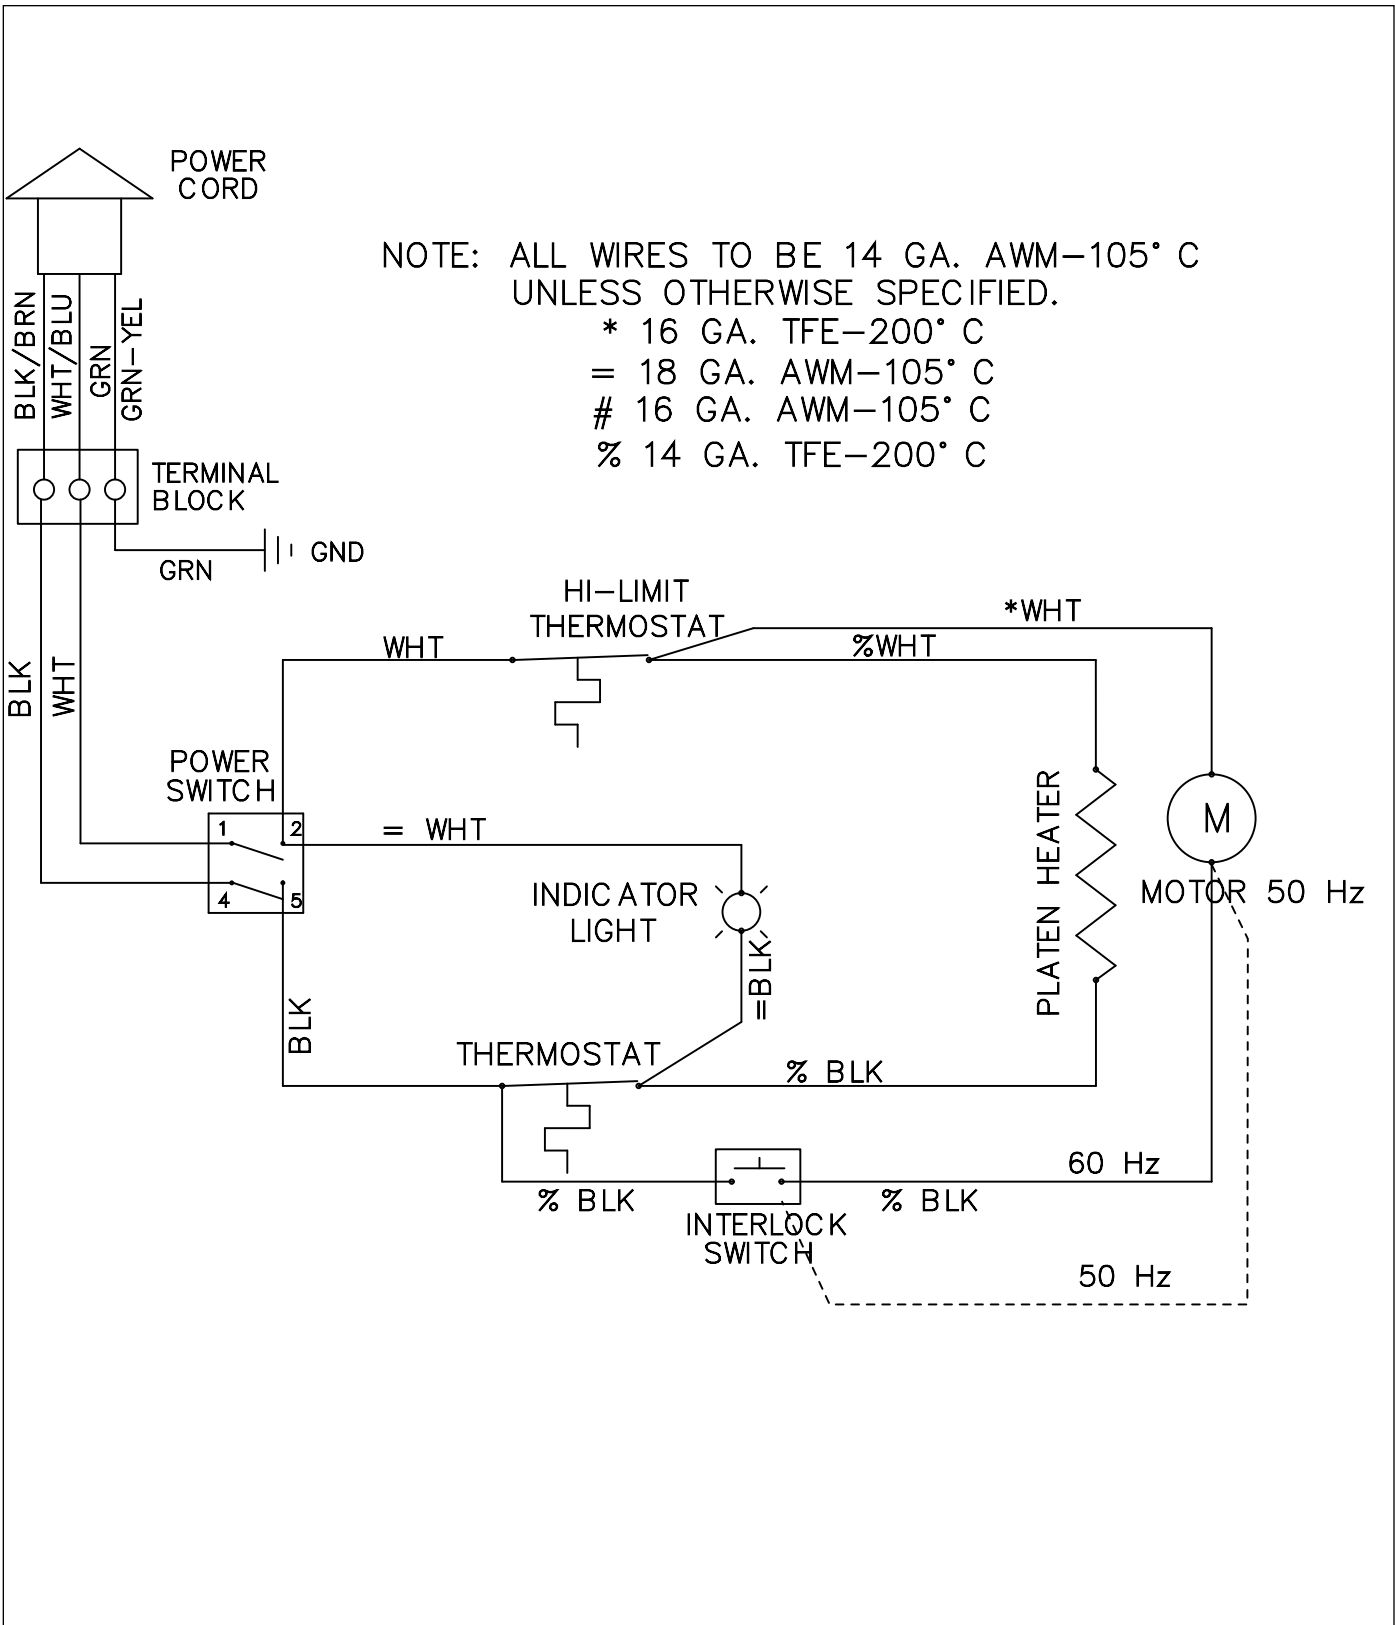 POWER
CORD
NOTE: ALL WIRES TO BE 14 GA. AWM-105° C
UNLESS OTHERWISE SPECIFIED.
* 16 GA. TFE-200° C
= 18 GA. AWM-105° C
# 16 GA. AWM-105° C
% 14 GA. TFE-200° C
BLK/BRN
WHT/BLU
GRN
GRN-YEL
TERMINAL
BLOCK
GRN
GND
HI-LIMIT
THERMOSTAT
*WHT
WHT
%WHT
BLK
WHT
POWER
SWITCH
1
2
4
5
= WHT
INDICATOR
LIGHT
=BLK
PLATEN HEATER
M
MOTOR 50 Hz
BLK
THERMOSTAT
% BLK
60 Hz
% BLK
% BLK
INTERLOCK
SWITCH
50 Hz